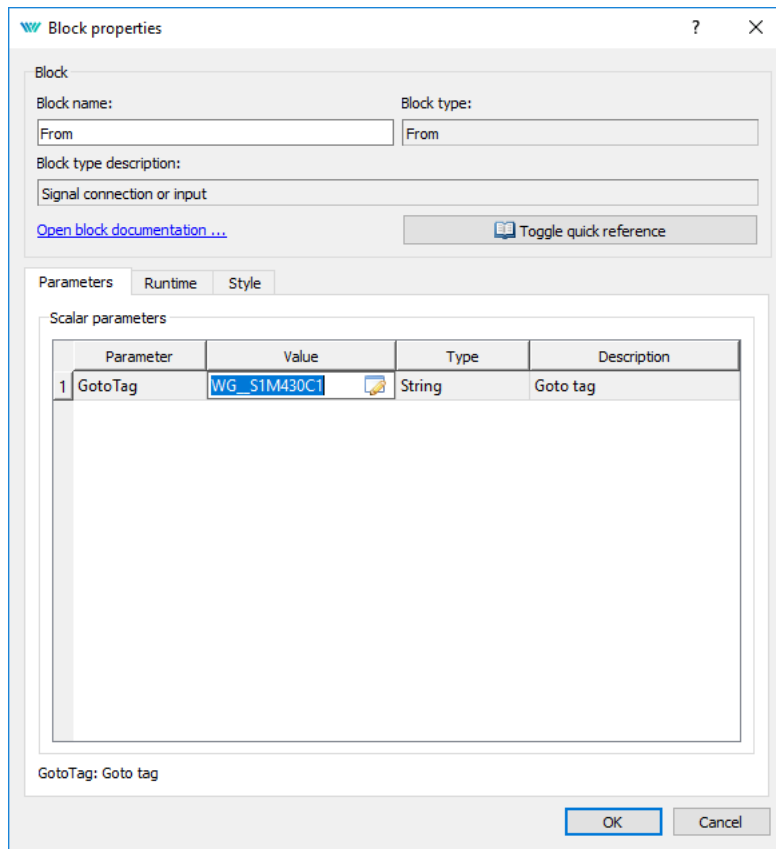 Block properties
?
Block
Block name:
Block type:
From
From
Block type description:
Signal connection or input
Open block documentation ...
Toggle quick reference
Parameters Runtime Style
Scalar parameters
Parameter Value Type Description
1 GotoTag WG__S1M430C1 String Goto tag
GotoTag: Goto tag
OK Cancel